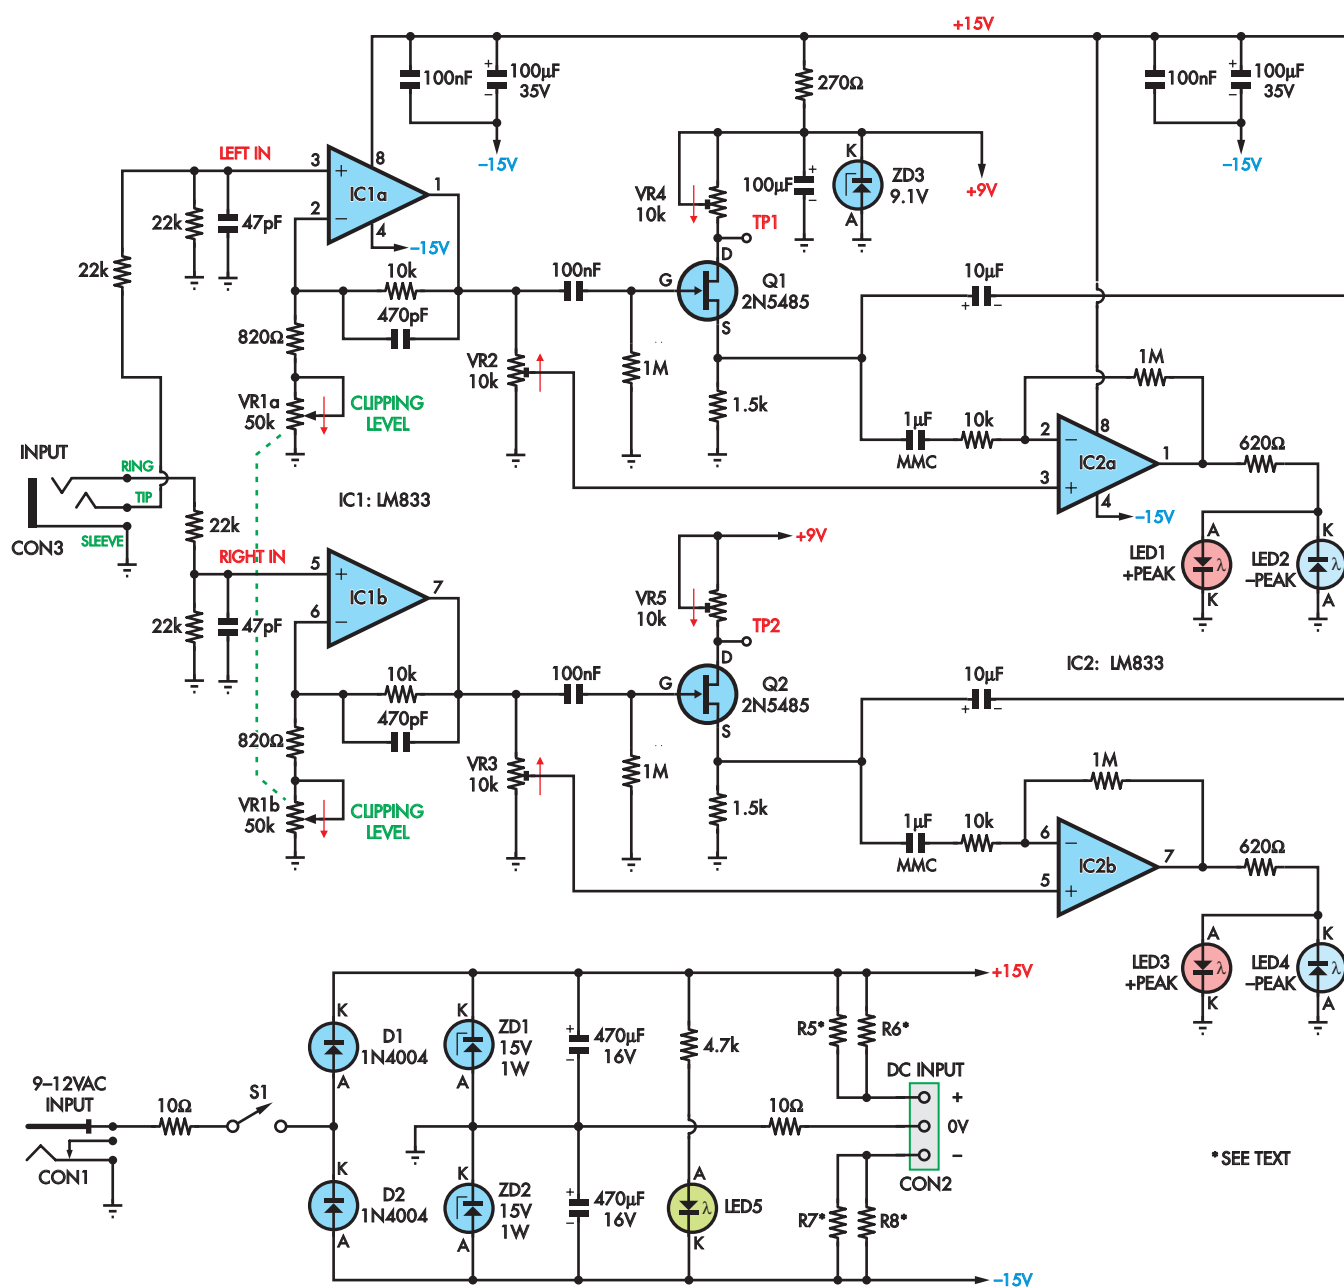 +15V
100nF
100µF
35V
–15V
270Ω
100nF
100µF
35V
–15V
LEFT IN
3
+
8
IC1a
1
2
–
4
–15V
22k
47pF
22k
10k
470pF
820Ω
VR1a
50k
CLIPPING
LEVEL
100nF
VR2
10k
1M
VR4
10k
TP1
D
G
Q1
2N5485
S
1.5k
100µF
+
–
K
ZD3
9.1V
A
+9V
10µF
+
–
1M
1µF
MMC
10k
2
–
8
IC2a
1
3
+
4
–15V
620Ω
A
LED1
+PEAK
K
λ
K
LED2
–PEAK
A
λ
INPUT
RING
TIP
SLEEVE
CON3
22k
IC1: LM833
RIGHT IN
5
+
IC1b
7
6
–
22k
47pF
10k
470pF
820Ω
VR1b
50k
CLIPPING
LEVEL
100nF
VR3
10k
1M
+9V
VR5
10k
TP2
D
G
Q2
2N5485
S
1.5k
IC2: LM833
10µF
+
–
1M
1µF
MMC
10k
6
–
IC2b
7
5
+
620Ω
A
LED3
+PEAK
K
λ
K
LED4
–PEAK
A
λ
+15V
K
D1
1N4004
A
K
ZD1
15V
1W
A
+
470µF
16V
–
4.7k
R5*
R6*
DC INPUT
+
0V
–
CON2
9–12VAC
INPUT
10Ω
S1
CON1
10Ω
K
D2
1N4004
A
K
ZD2
15V
1W
A
+
470µF
16V
–
A
LED5
K
λ
R7*
R8*
* SEE TEXT
–15V